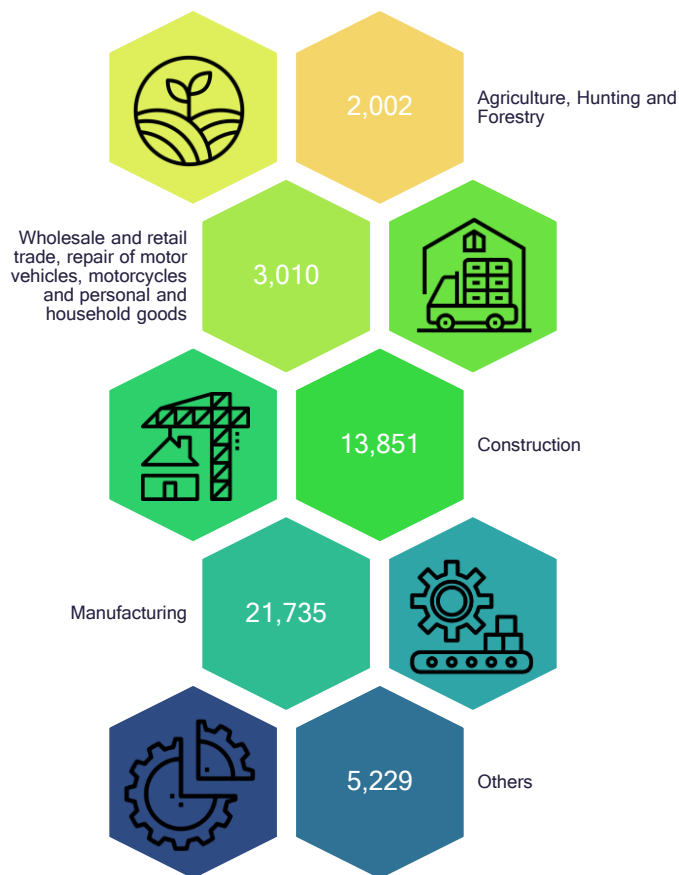 2,002
Agriculture, Hunting and
Forestry
Wholesale and retail
trade, repair of motor
vehicles, motorcycles
and personal and
household goods
3,010
13,851
Construction
Manufacturing
21,735
5,229
Others